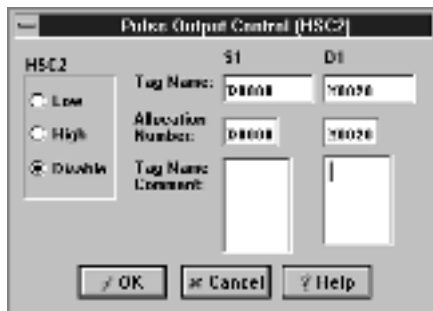 Pulse Output Control (HSC2)
HSC2
S1
D1
Low
High
Disable
Tag Name:
D0000
Y0020
Allocation
Number:
D0000
Y0020
Tag Name
Comment:
OK
Cancel
? Help